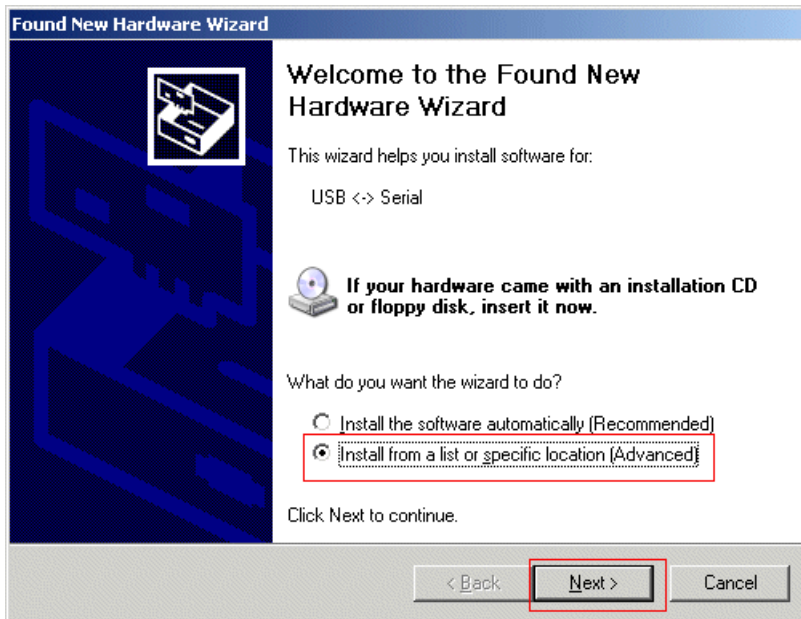 Found New Hardware Wizard
Welcome to the Found New
Hardware Wizard
This wizard helps you install software for:
USB <-> Serial
If your hardware came with an installation CD
or floppy disk, insert it now.
What do you want the wizard to do?
Install the software automatically (Recommended)
Install from a list or specific location (Advanced)
Click Next to continue.
< Back
Next >
Cancel